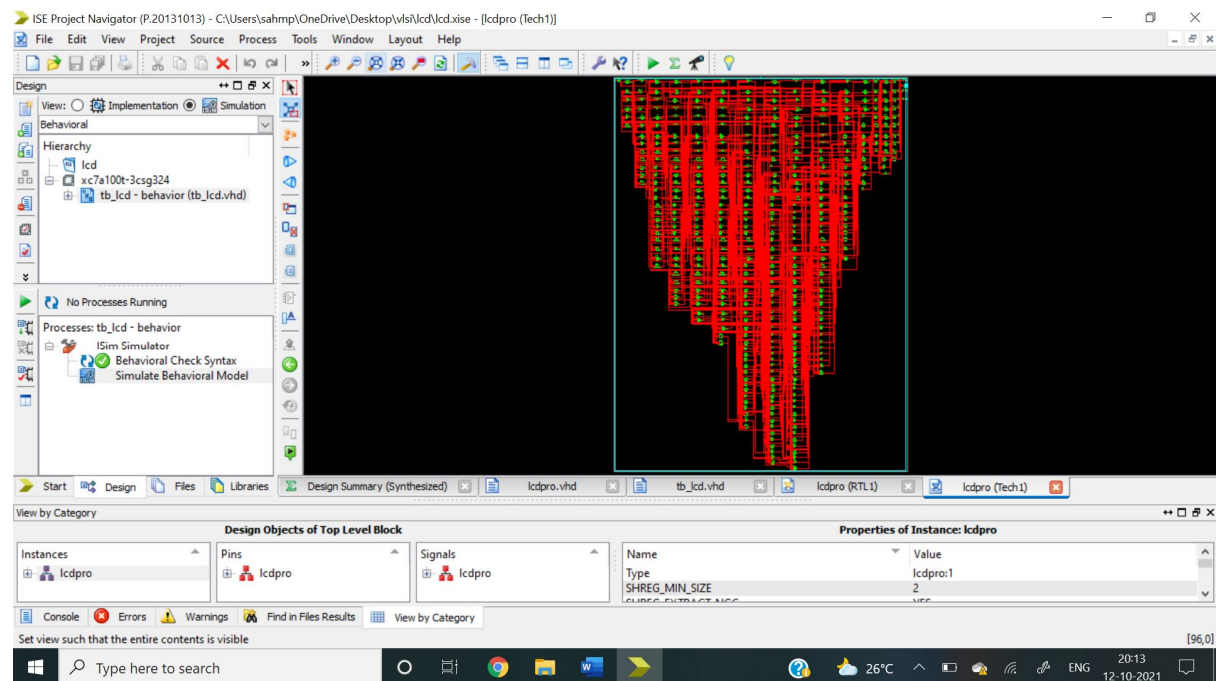 ISE Project Navigator (P.20131013) - C:\Users\sahmp\OneDrive\Desktop\vlsi\lcd\lcd.xise - [lcdpro (Tech1)]
File Edit View Project Source Process Tools Window Layout Help
Design
View: Implementation Simulation
Behavioral
Hierarchy
lcd
xc7a100t-3csg324
tb_lcd - behavior (tb_lcd.vhd)
No Processes Running
Processes: tb_lcd - behavior
ISim Simulator
Behavioral Check Syntax
Simulate Behavioral Model
Start Design Files Libraries Design Summary (Synthesized) lcdpro.vhd tb_lcd.vhd lcdpro (RTL1) lcdpro (Tech1)
View by Category
Design Objects of Top Level Block Properties of Instance: lcdpro
Instances Pins Signals Name Value
lcdpro lcdpro lcdpro Type lcdpro:1
SHREG_MIN_SIZE 2
SHREG_EXTRACT_NGC YES
Console Errors Warnings Find in Files Results View by Category
Set view such that the entire contents is visible [96,0]
Type here to search 26°C ENG 20:13
12-10-2021